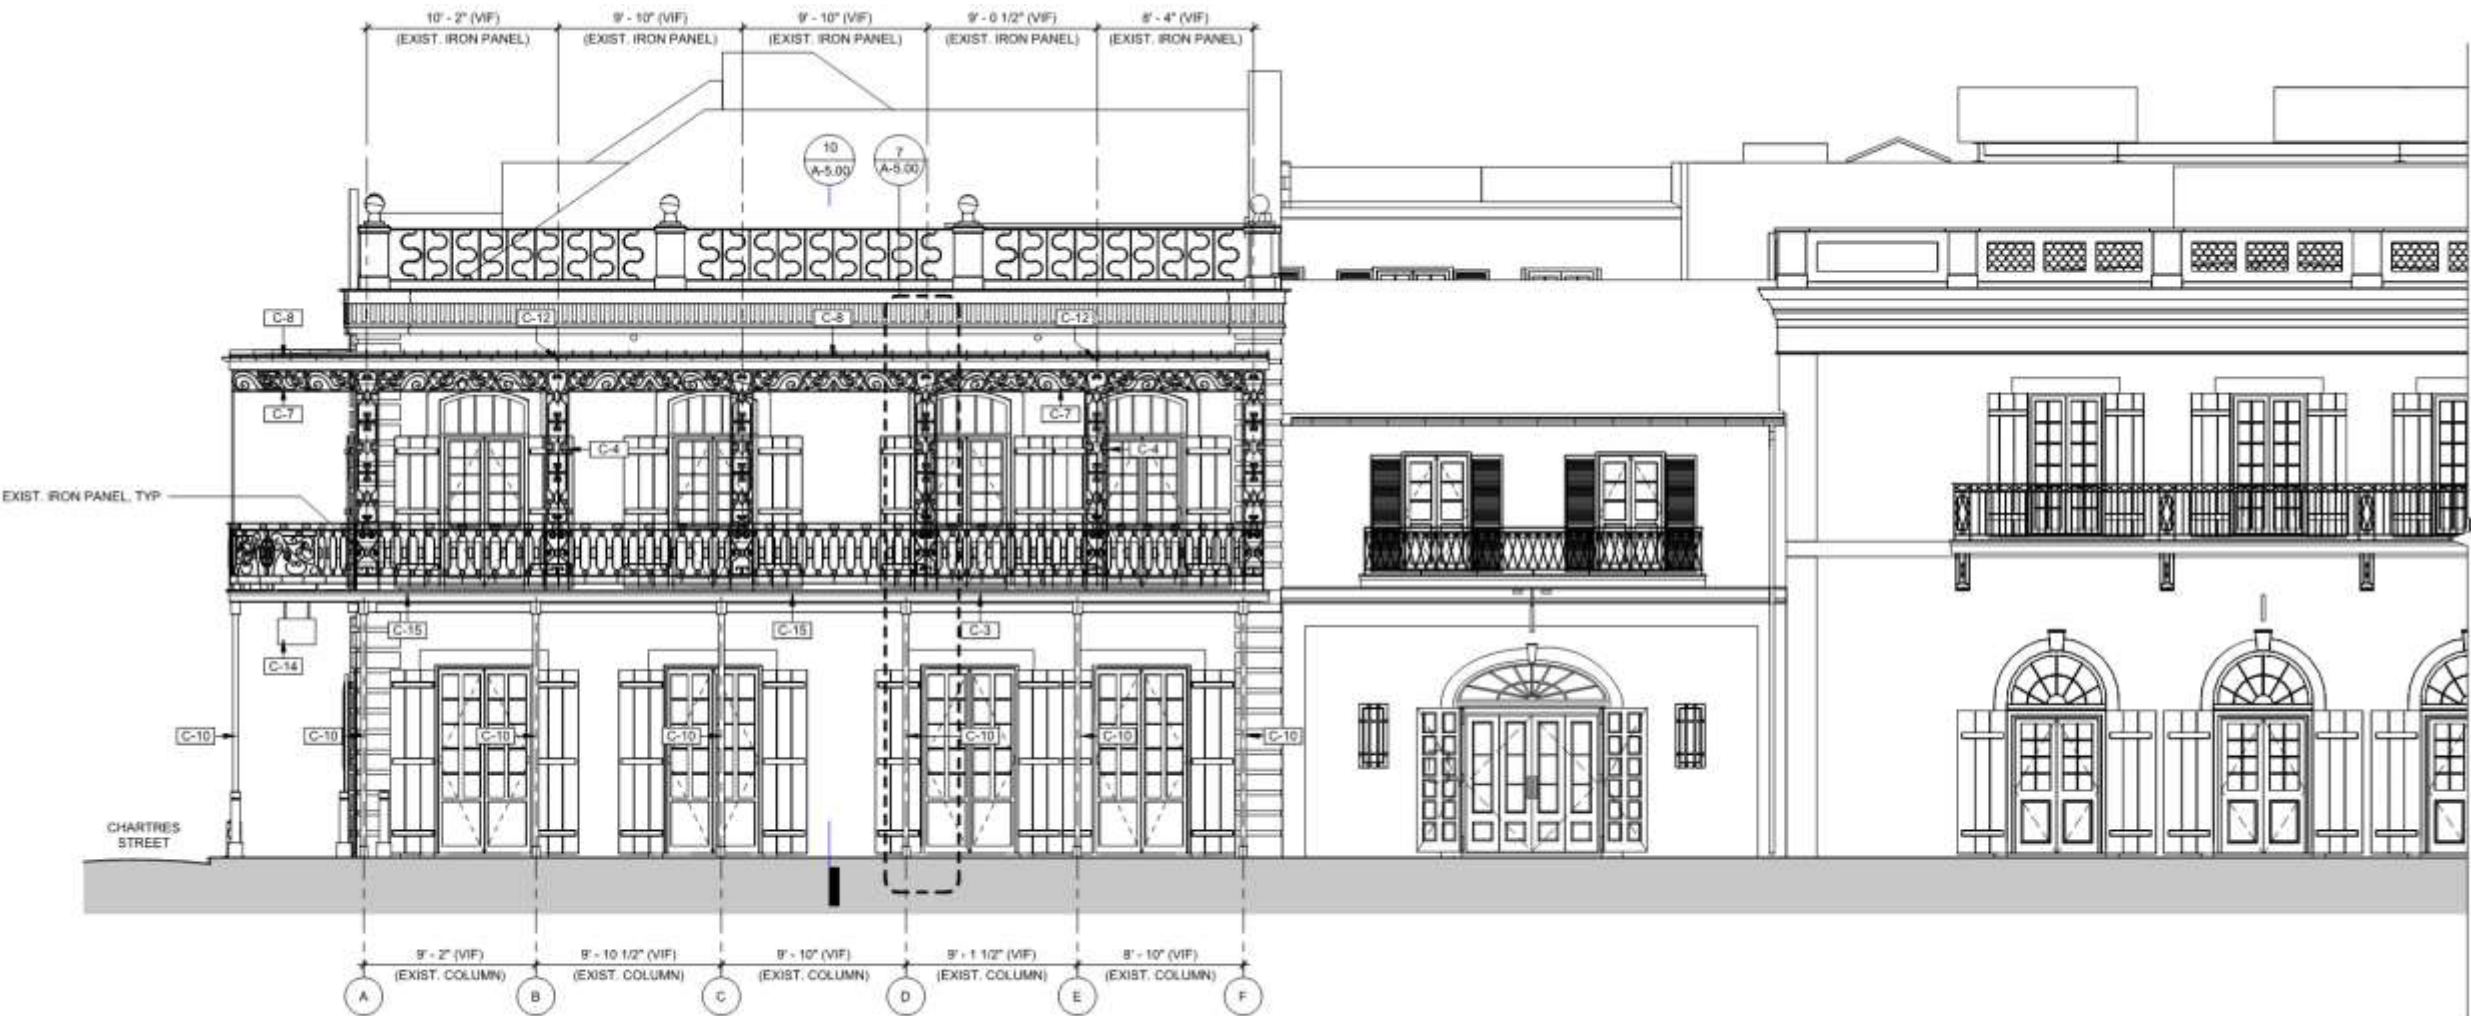 10' - 2" (VIF)
(EXIST. IRON PANEL)
9' - 10" (VIF)
(EXIST. IRON PANEL)
9' - 10" (VIF)
(EXIST. IRON PANEL)
9' - 0 1/2" (VIF)
(EXIST. IRON PANEL)
8' - 4" (VIF)
(EXIST. IRON PANEL)
10
A-5.00
7
A-5.00
C-8
C-12
C-8
C-12
C-7
C-7
C-4
C-4
EXIST. IRON PANEL, TYP
C-15
C-15
C-3
C-14
C-10
C-10
C-10
C-10
C-10
C-10
C-10
CHARTRES
STREET
9' - 2" (VIF)
(EXIST. COLUMN)
9' - 10 1/2" (VIF)
(EXIST. COLUMN)
9' - 10" (VIF)
(EXIST. COLUMN)
9' - 1 1/2" (VIF)
(EXIST. COLUMN)
8' - 10" (VIF)
(EXIST. COLUMN)
A
B
C
D
E
F